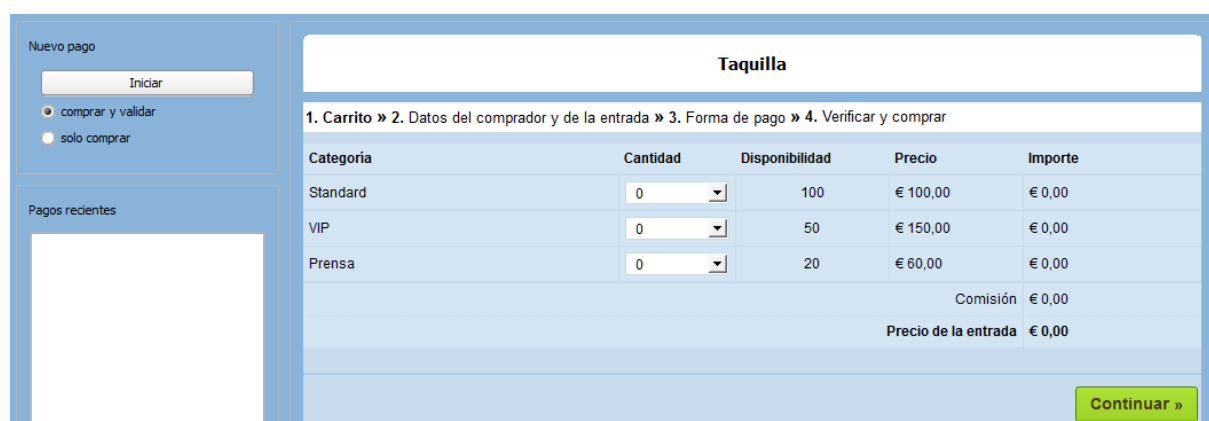 Nuevo pago
Iniciar
comprar y validar
solo comprar
Pagos recientes
Taquilla
1. Carrito » 2. Datos del comprador y de la entrada » 3. Forma de pago » 4. Verificar y comprar
Categoría Cantidad Disponibilidad Precio Importe
Standard 0 100 € 100,00 € 0,00
VIP 0 50 € 150,00 € 0,00
Prensa 0 20 € 60,00 € 0,00
Comisión € 0,00
Precio de la entrada € 0,00
Continuar »